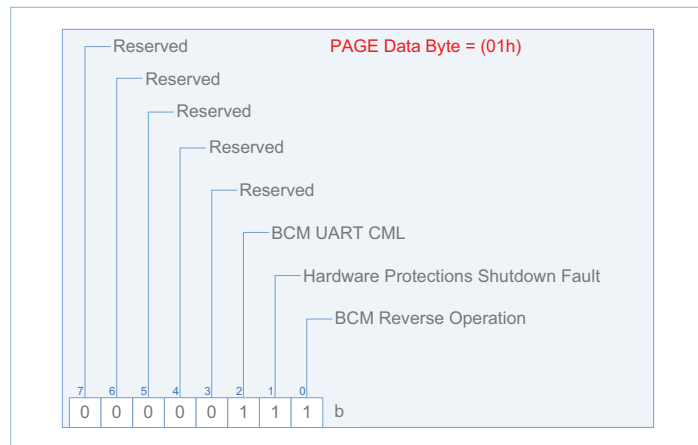 Reserved
PAGE Data Byte = (01h)
Reserved
Reserved
Reserved
Reserved
BCM UART CML
Hardware Protections Shutdown Fault
BCM Reverse Operation
7 6 5 4 3 2 1 0
0 0 0 0 0 1 1 1 b